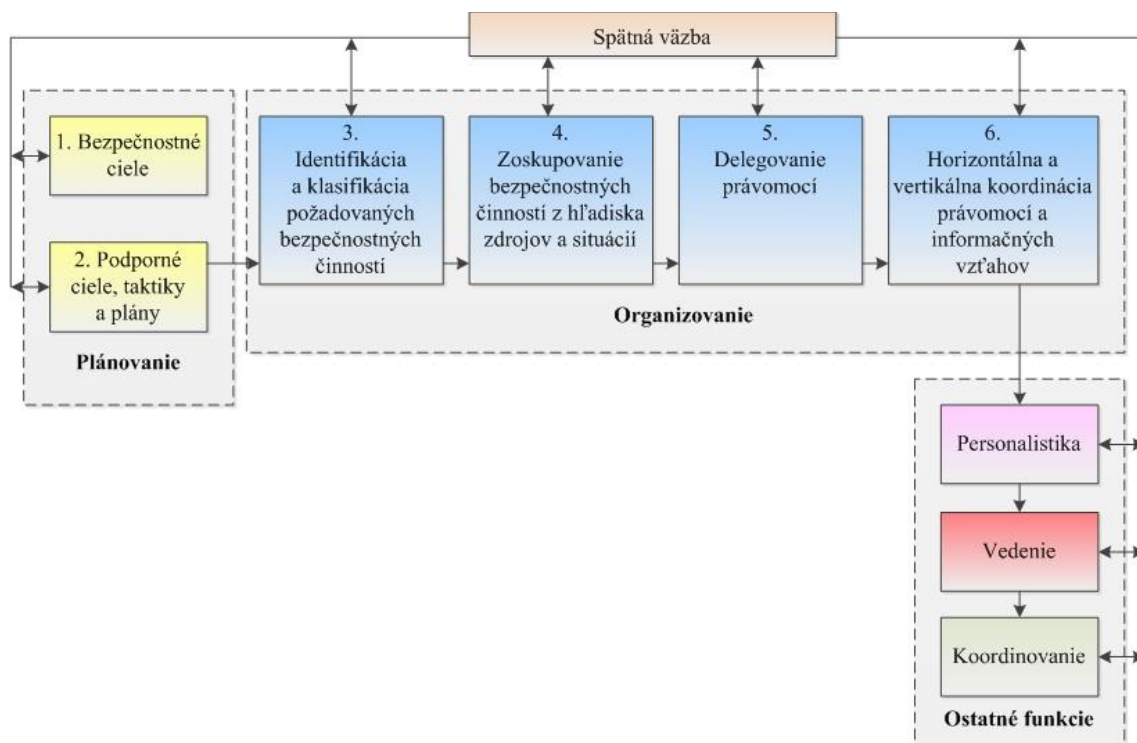 Spätná väzba
1. Bezpečnostné
ciele
2. Podporné
ciele, taktiky
a plány
Plánovanie
3.
Identifikácia
a klasifikácia
požadovaných
bezpečnostných
činností
4.
Zoskupovanie
bezpečnostných
činností z hľadiska
zdrojov a situácií
5.
Delegovanie
právomocí
6.
Horizontálna a
vertikálna koordinácia
právomocí a
informačných
vzťahov
Organizovanie
Personalistika
Vedenie
Koordinovanie
Ostatné funkcie